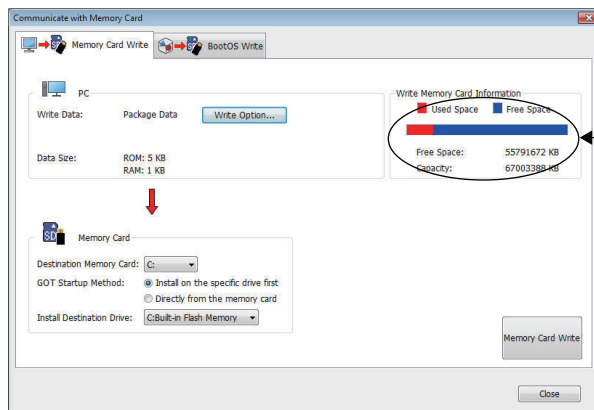 Communicate with Memory Card
Memory Card Write
BootOS Write
PC
Write Data: Package Data Write Option...
Data Size: ROM: 5 KB
RAM: 1 KB
Write Memory Card Information
Used Space Free Space
Free Space: 55791672 KB
Capacity: 67003388 KB
SD
Memory Card
Destination Memory Card: C:
GOT Startup Method: Install on the specific drive first
Directly from the memory card
Install Destination Drive: C:Built-in Flash Memory
Memory Card Write
Close